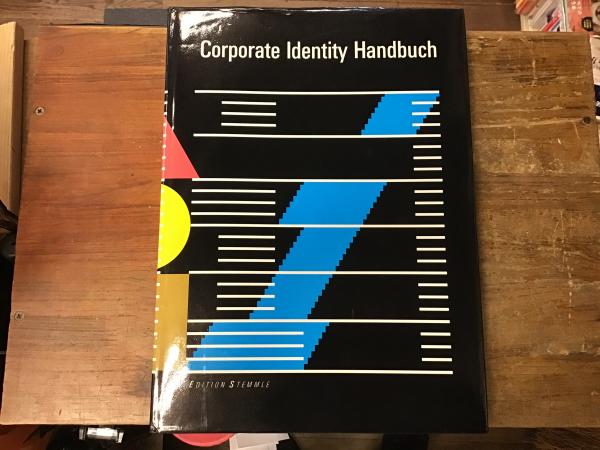 Corporate Identity Handbuch
EDITION STEMMLE